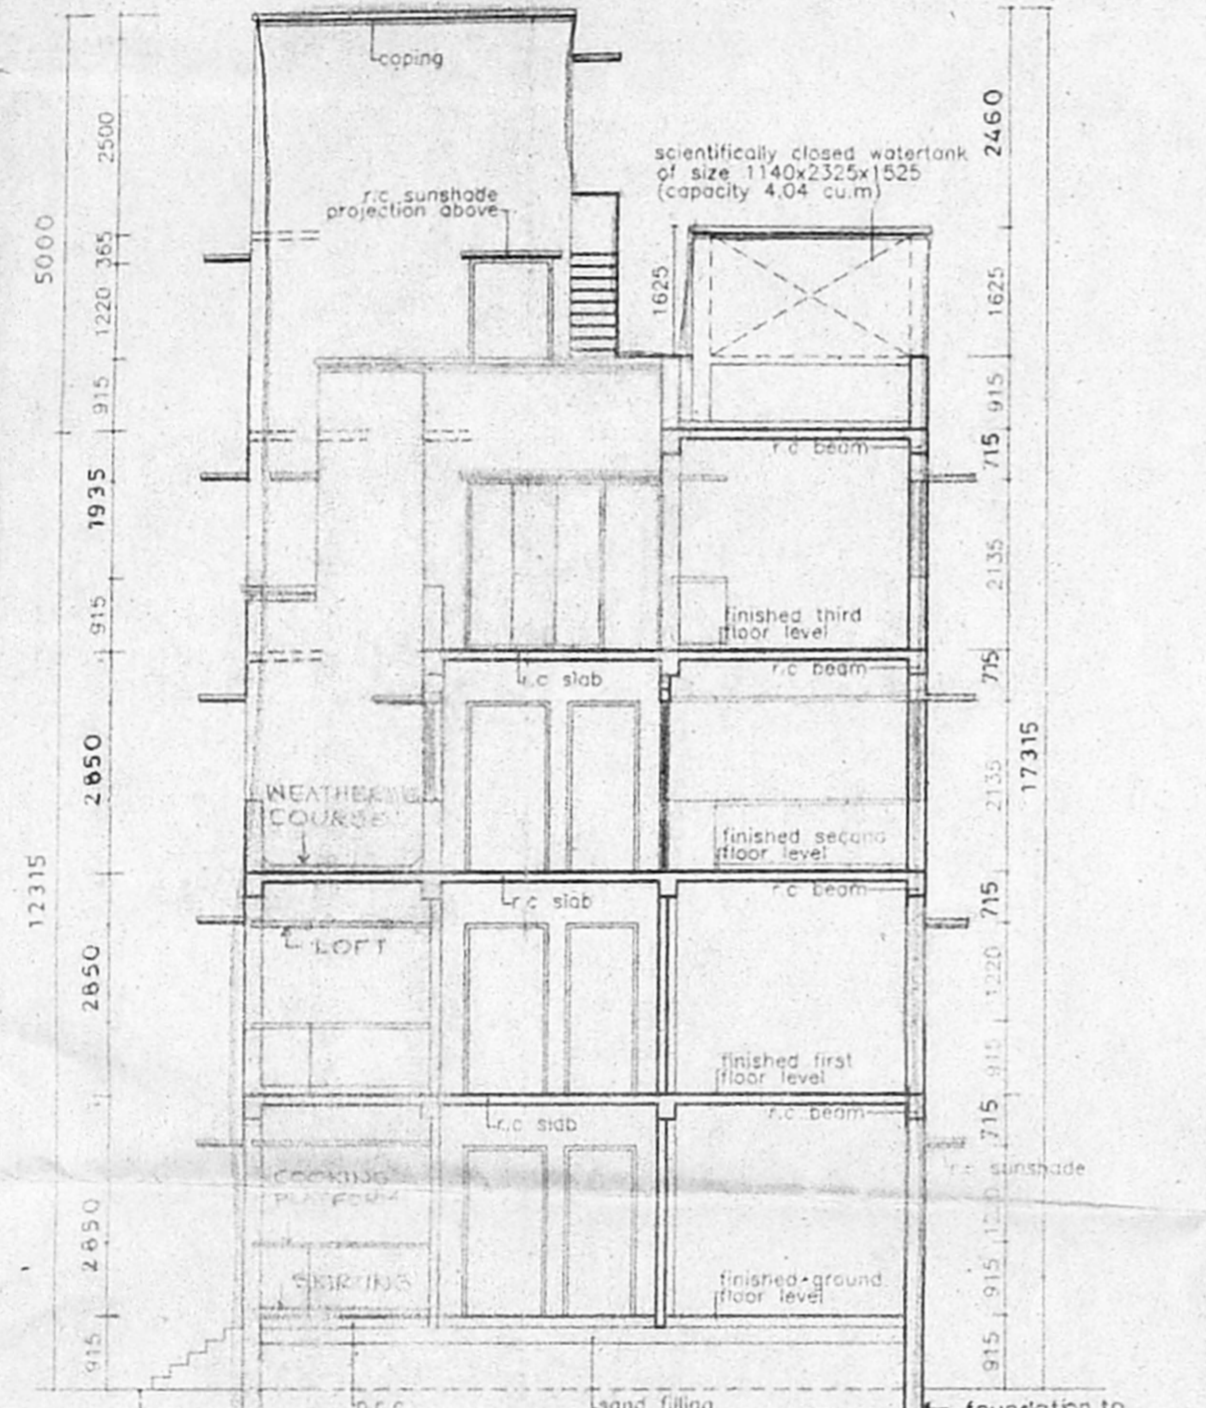 coping
2500
2460
scientifically closed watertank
of size 1140x2325x1525
(capacity 4.04 cu.m)
r.c sunshade
projection above
5000
365
1220
1625
1625
915
915
r.c beam
715
1935
2135
915
finished third
floor level
r.c beam
715
r.c slab
2850
WEATHERING
COURSE
2135
17315
finished second
floor level
r.c beam
715
r.c slab
12315
LOFT
2850
1220
915
finished first
floor level
r.c beam
715
r.c slab
r.c sunshade
COOKING
PLATFORM
2850
SKIRTING
finished ground
floor level
915
915
915
p.c.c
sand filling
foundation to